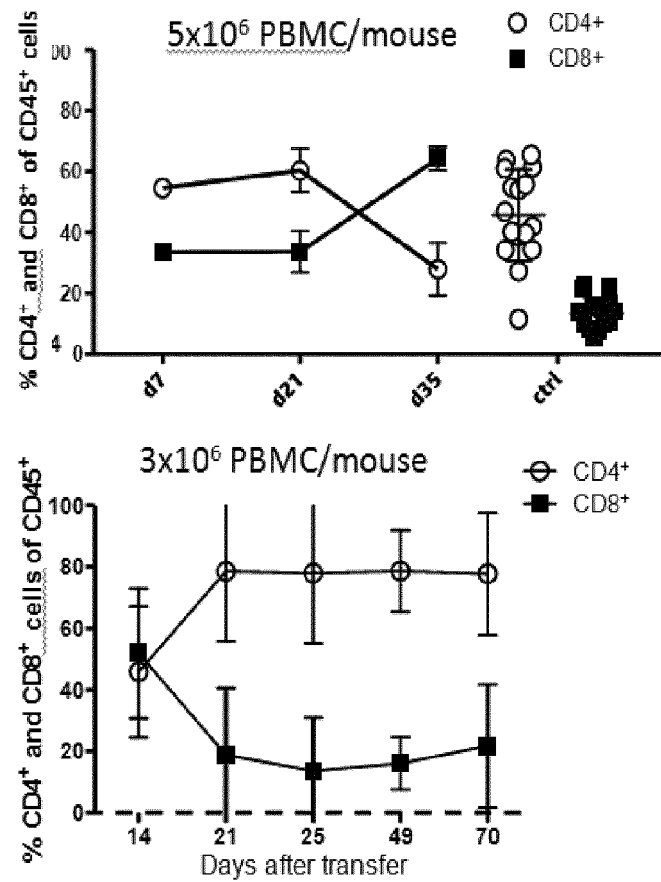 5x10⁶ PBMC/mouse
CD4+
CD8+
% CD4⁺ and CD8⁺ of CD45⁺ cells
00
80
60
40
20
4 0
d7
d21
d35
ctrl
3x10⁶ PBMC/mouse
CD4⁺
CD8⁺
% CD4⁺ and CD8⁺ cells of CD45⁺
100
80
60
40
20
0
14
21
25
49
70
Days after transfer